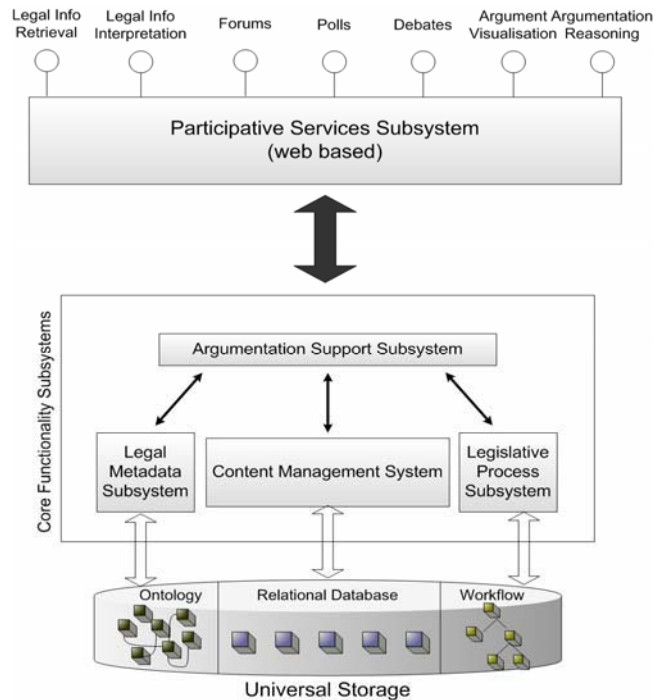 Legal Info
Retrieval
Legal Info
Interpretation
Forums
Polls
Debates
Argument
Visualisation
Argumentation
Reasoning
Participative Services Subsystem
(web based)
Core Functionality Subsystems
Argumentation Support Subsystem
Legal
Metadata
Subsystem
Content Management System
Legislative
Process
Subsystem
Ontology
Relational Database
Workflow
Universal Storage